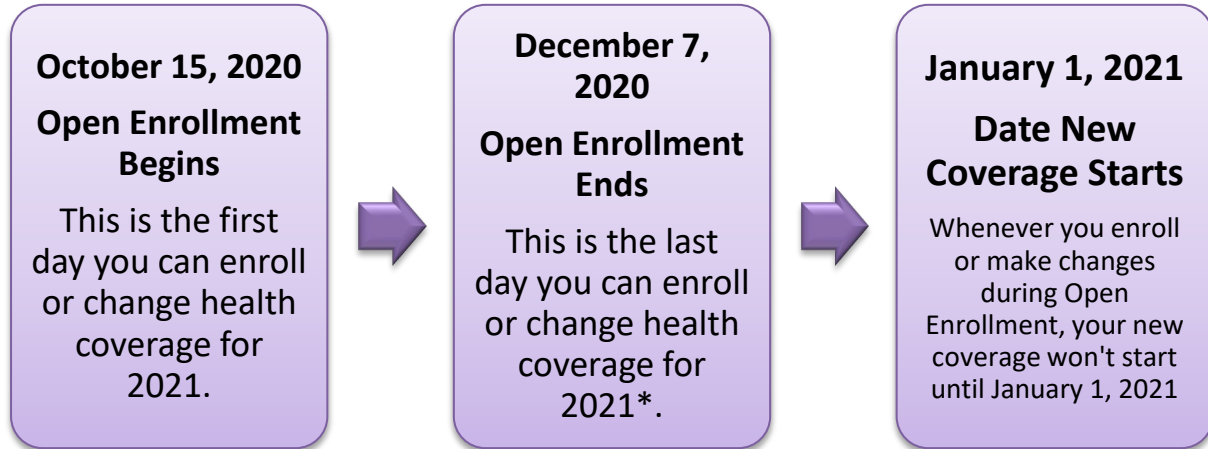 October 15, 2020
Open Enrollment
Begins
This is the first
day you can enroll
or change health
coverage for
2021.
December 7,
2020
Open Enrollment
Ends
This is the last
day you can enroll
or change health
coverage for
2021*.
January 1, 2021
Date New
Coverage Starts
Whenever you enroll
or make changes
during Open
Enrollment, your new
coverage won't start
until January 1, 2021